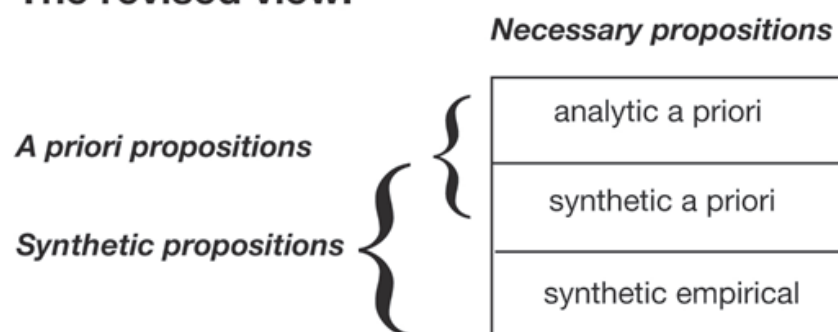 The revised view:
Necessary propositions
analytic a priori
A priori propositions
synthetic a priori
Synthetic propositions
synthetic empirical